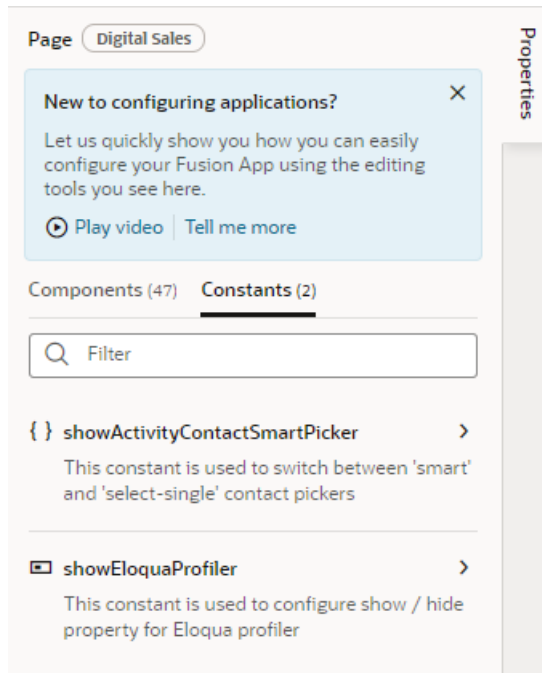 Page Digital Sales
Properties
New to configuring applications?
Let us quickly show you how you can easily
configure your Fusion App using the editing
tools you see here.
Play video Tell me more
Components (47) Constants (2)
Filter
{ } showActivityContactSmartPicker
This constant is used to switch between 'smart'
and 'select-single' contact pickers
showEloquaProfiler
This constant is used to configure show / hide
property for Eloqua profiler